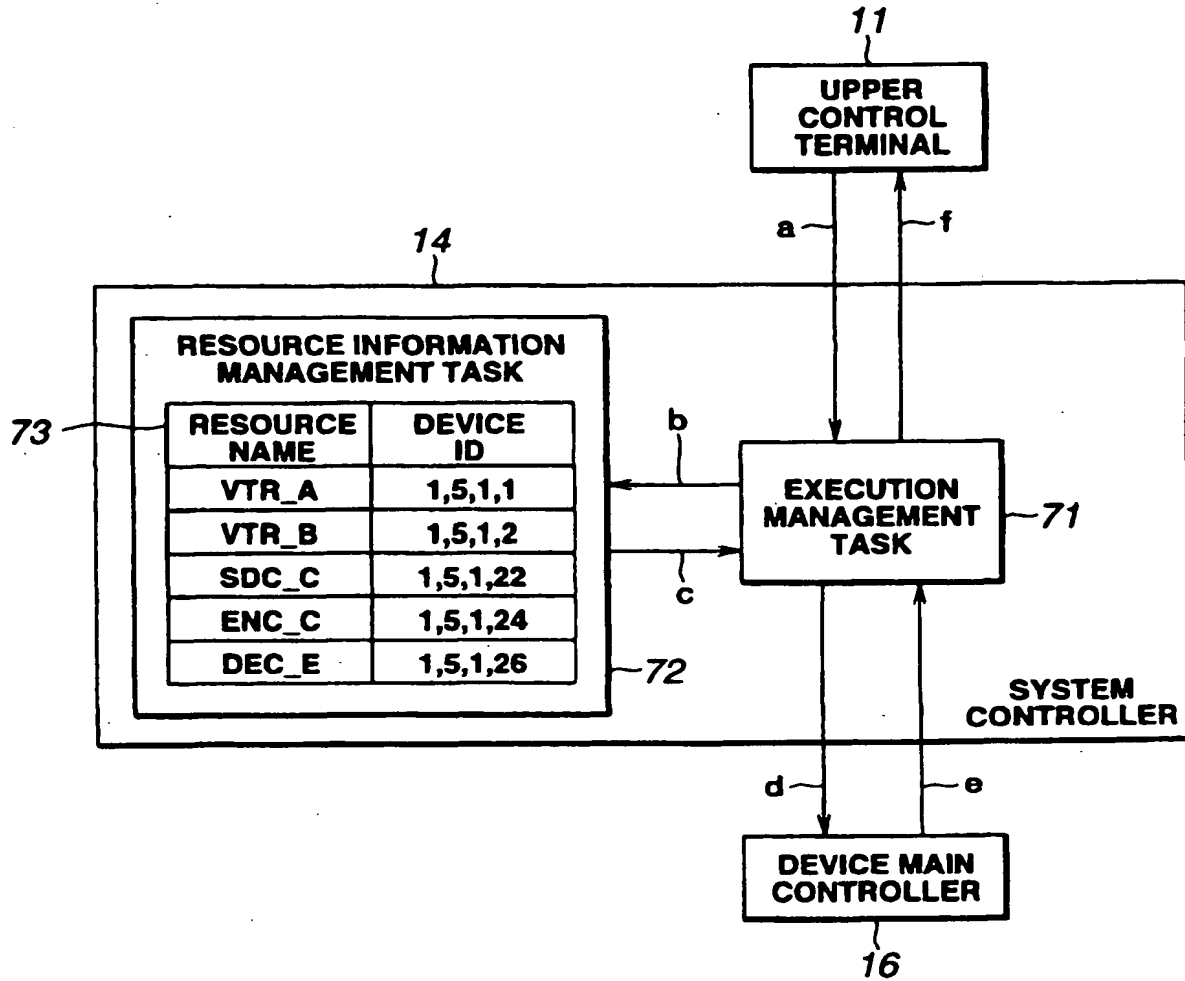 11
UPPER
CONTROL
TERMINAL
a
f
14
RESOURCE INFORMATION
MANAGEMENT TASK
73
RESOURCE NAME
DEVICE ID
VTR_A
1,5,1,1
VTR_B
1,5,1,2
SDC_C
1,5,1,22
ENC_C
1,5,1,24
DEC_E
1,5,1,26
72
b
c
EXECUTION
MANAGEMENT
TASK
71
SYSTEM
CONTROLLER
d
e
DEVICE MAIN
CONTROLLER
16